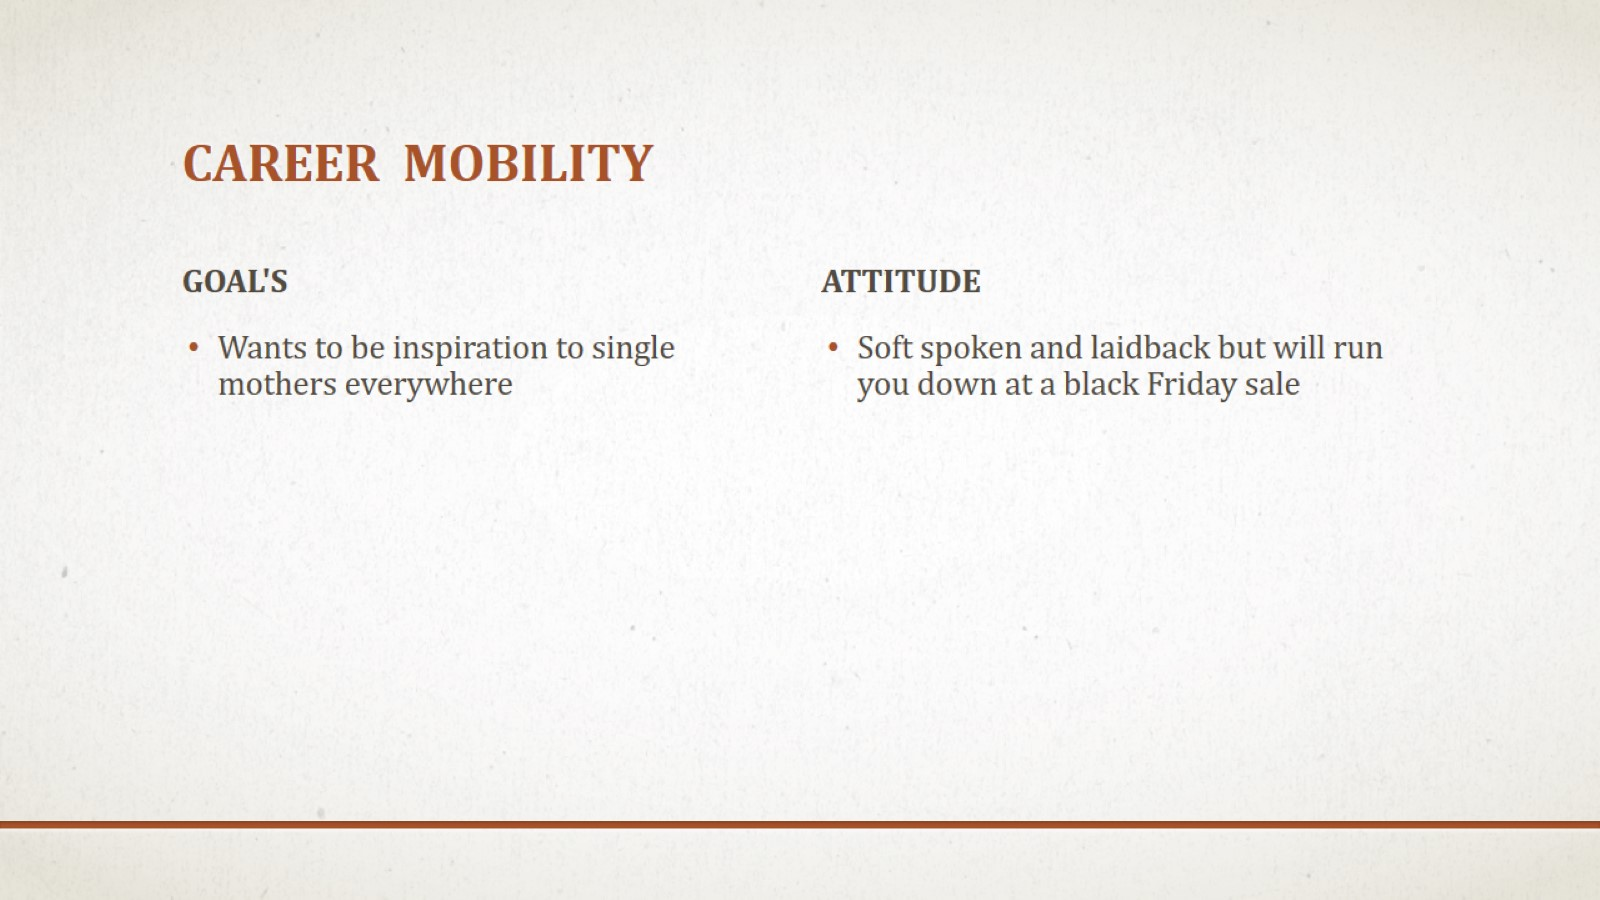 CAREER MOBILITY
GOAL'S
• Wants to be inspiration to single
mothers everywhere
ATTITUDE
• Soft spoken and laidback but will run
you down at a black Friday sale